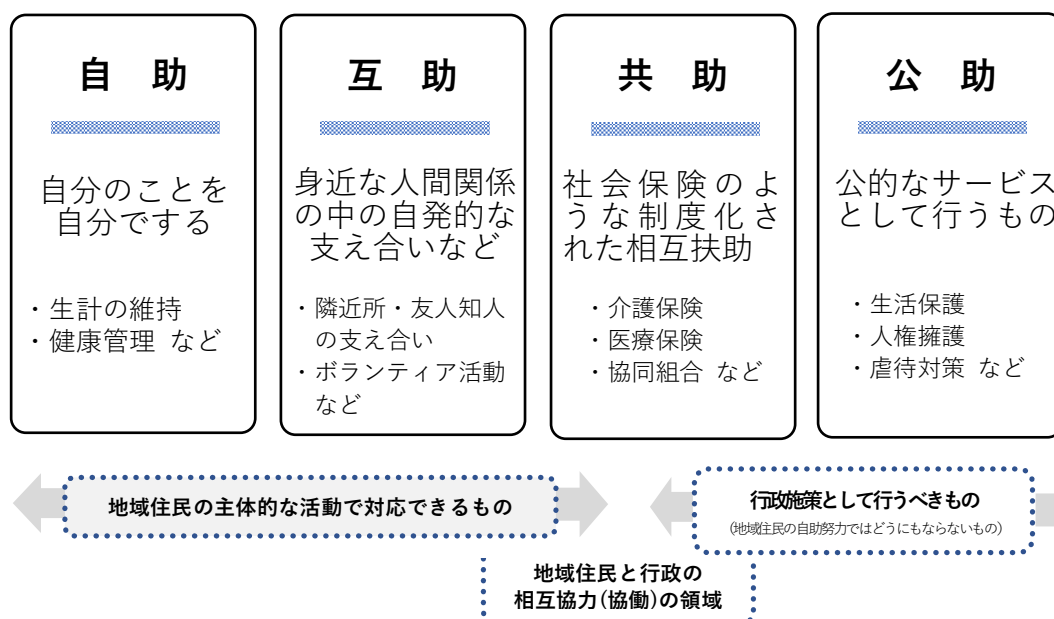 自　助
自分のことを
自分でする
・生計の維持
・健康管理 など
互　助
身近な人間関係
の中の自発的な
支え合いなど
・隣近所・友人知人
の支え合い
・ボランティア活動
など
共　助
社会保険のよ
うな制度化さ
れた相互扶助
・介護保険
・医療保険
・協同組合 など
公　助
公的なサービス
として行うもの
・生活保護
・人権擁護
・虐待対策 など
地域住民の主体的な活動で対応できるもの
行政施策として行うべきもの
(地域住民の自助努力ではどうにもならないもの)
地域住民と行政の
相互協力(協働)の領域